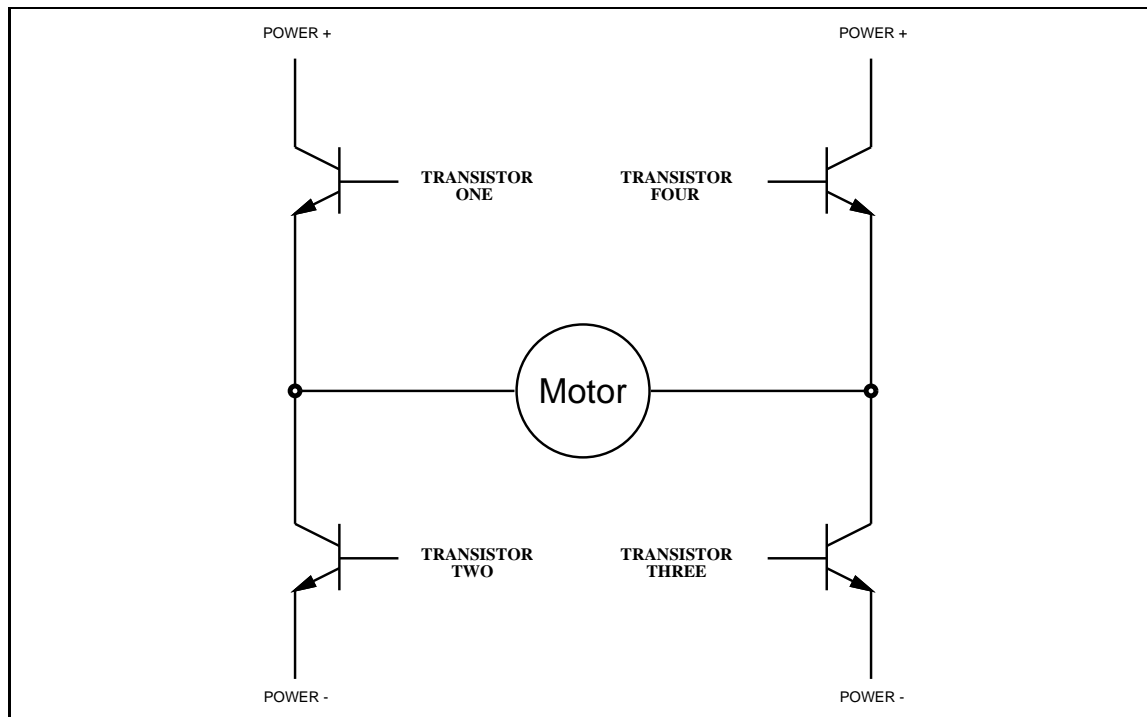 POWER +
POWER +
TRANSISTOR
ONE
TRANSISTOR
FOUR
Motor
TRANSISTOR
TWO
TRANSISTOR
THREE
POWER -
POWER -